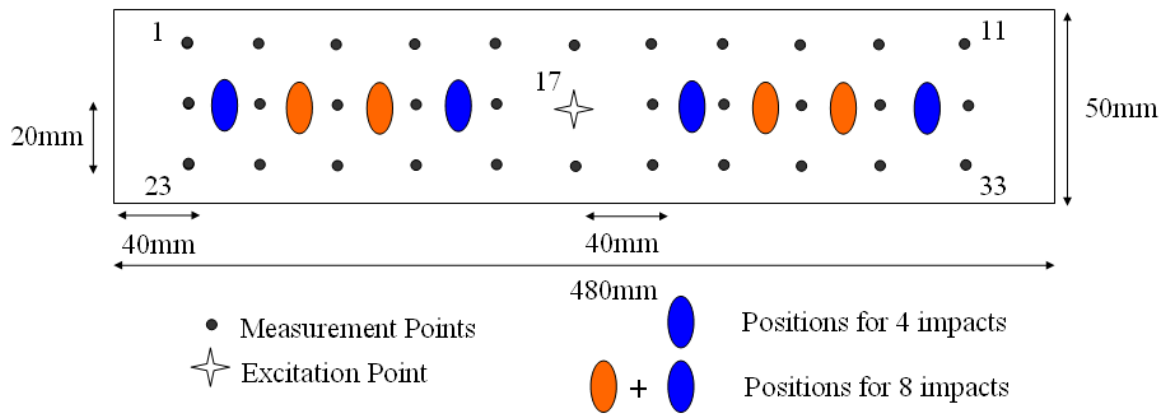 1
11
17
20mm
50mm
23
33
40mm
40mm
480mm
Measurement Points
Excitation Point
Positions for 4 impacts
+
Positions for 8 impacts